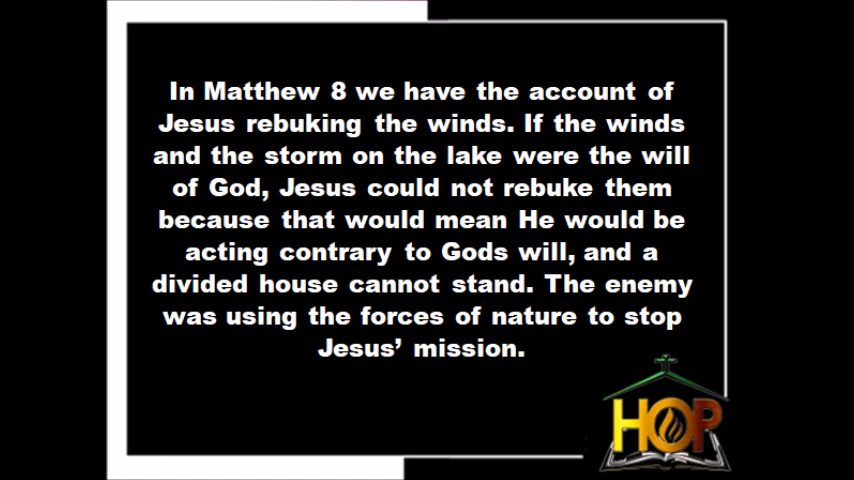 In Matthew 8 we have the account of
Jesus rebuking the winds. If the winds
and the storm on the lake were the will
of God, Jesus could not rebuke them
because that would mean He would be
acting contrary to Gods will, and a
divided house cannot stand. The enemy
was using the forces of nature to stop
Jesus’ mission.
HOP